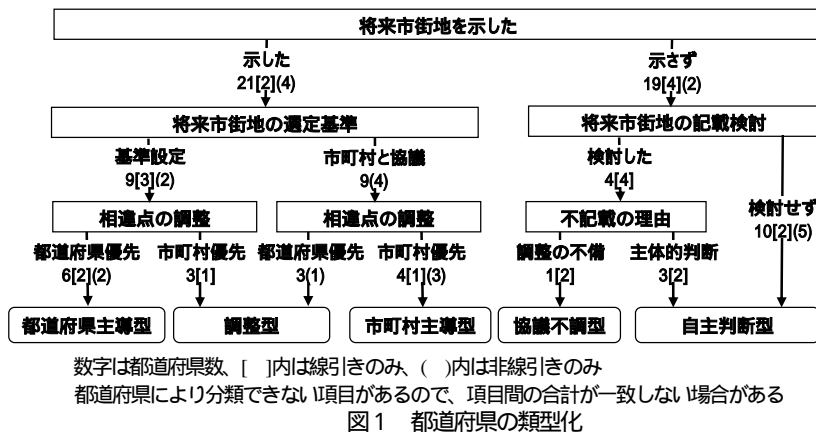 将来市街地を示した
示した 示さず
21[2](4) 19[4](2)
将来市街地の選定基準 将来市街地の記載検討
基準設定 市町村と協議 検討した
9[3](2) 9(4) 4[4]
検討せず
10[2](5)
相違点の調整 相違点の調整 不記載の理由
都道府県優先 市町村優先 都道府県優先 市町村優先 調整の不備 主体的判断
6[2](2) 3[1] 3(1) 4[1](3) 1[2] 3[2]
都道府県主導型 調整型 市町村主導型 協議不調型 自主判断型
数字は都道府県数、[ ]内は線引きのみ、( )内は非線引きのみ
都道府県により分類できない項目があるので、項目間の合計が一致しない場合がある
図1 都道府県の類型化